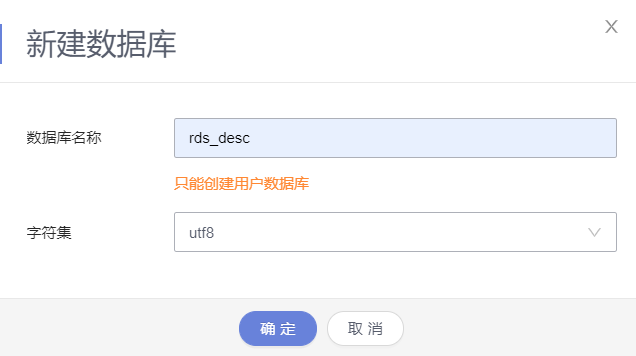 新建数据库
数据库名称
rds_desc
只能创建用户数据库
字符集
utf8
确 定
取 消